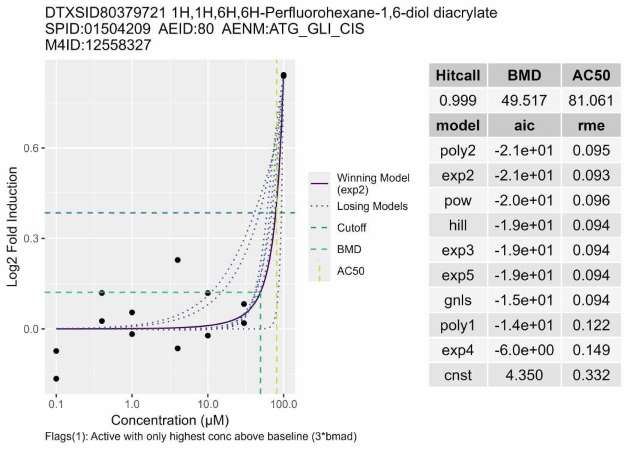 DTXSID80379721 1H,1H,6H,6H-Perfluorohexane-1,6-diol diacrylate
SPID:01504209 AEID:80 AENM:ATG_GLI_CIS
M4ID:12558327
Log2 Fold Induction
0.6
0.3
0.0
0.1
1.0
10.0
100.0
Concentration (µM)
Flags(1): Active with only highest conc above baseline (3*bmad)
Winning Model
(exp2)
Losing Models
Cutoff
BMD
AC50
Hitcall BMD AC50
0.999 49.517 81.061
model aic rme
poly2 -2.1e+01 0.095
exp2 -2.1e+01 0.093
pow -2.0e+01 0.096
hill -1.9e+01 0.094
exp3 -1.9e+01 0.094
exp5 -1.9e+01 0.094
gnls -1.5e+01 0.094
poly1 -1.4e+01 0.122
exp4 -6.0e+00 0.149
cnst 4.350 0.332